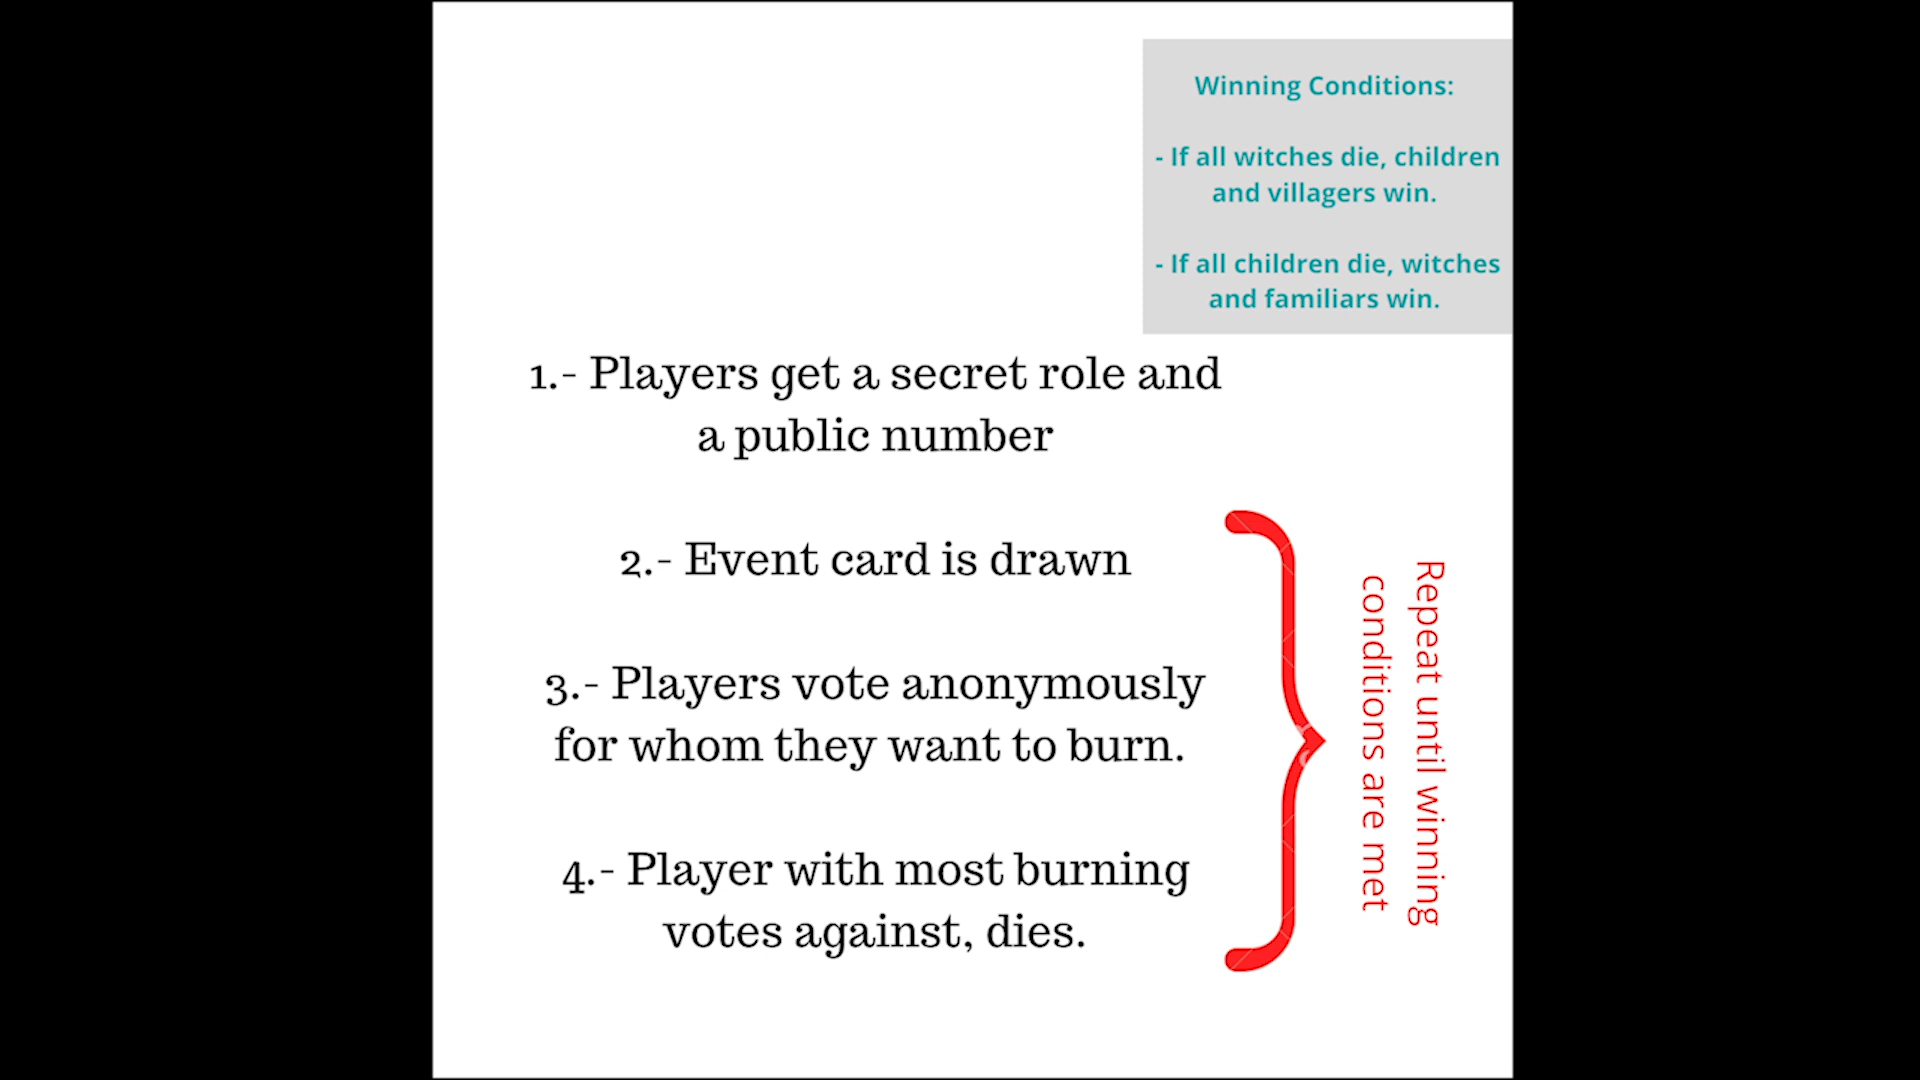 Winning Conditions:
- If all witches die, children
and villagers win.
- If all children die, witches
and familiars win.
1.- Players get a secret role and
a public number
2.- Event card is drawn
3.- Players vote anonymously
for whom they want to burn.
4.- Player with most burning
votes against, dies.
Repeat until winning
conditions are met